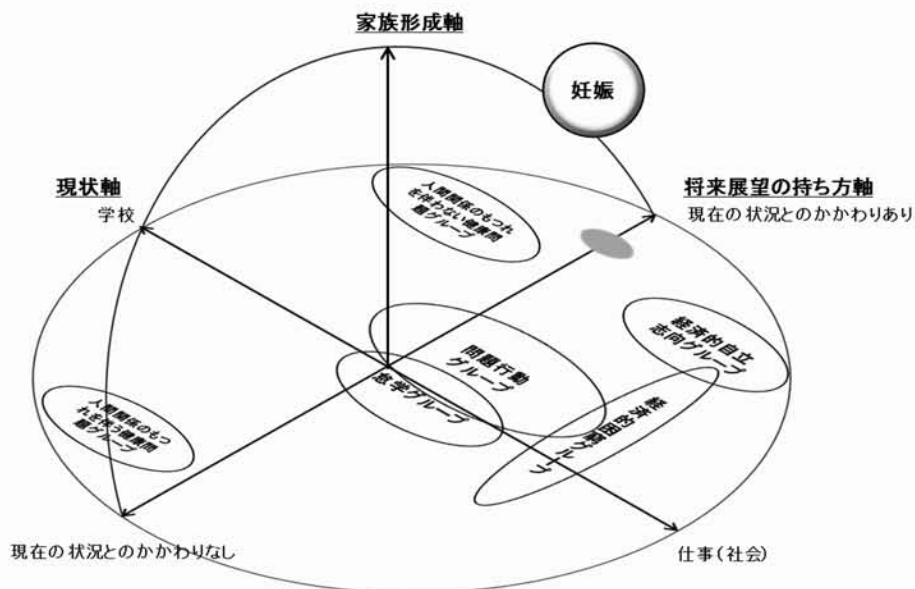 家族形成軸
妊娠
現状軸
学校
将来展望の持ち方軸
現在の状況とのかかわりあり
人間関係のもつれ
を伴わない健康問
題グループ
経済的自立
志向グループ
問題行動
グループ
怠学グループ
経済的困窮グループ
人間関係のもつ
れを伴う健康問
題グループ
現在の状況とのかかわりなし
仕事(社会)